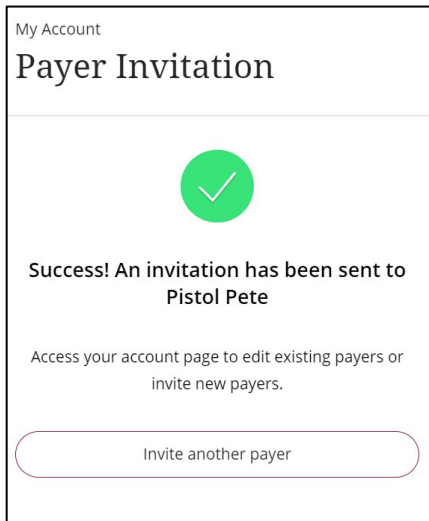 My Account
Payer Invitation
Success! An invitation has been sent to
Pistol Pete
Access your account page to edit existing payers or
invite new payers.
Invite another payer